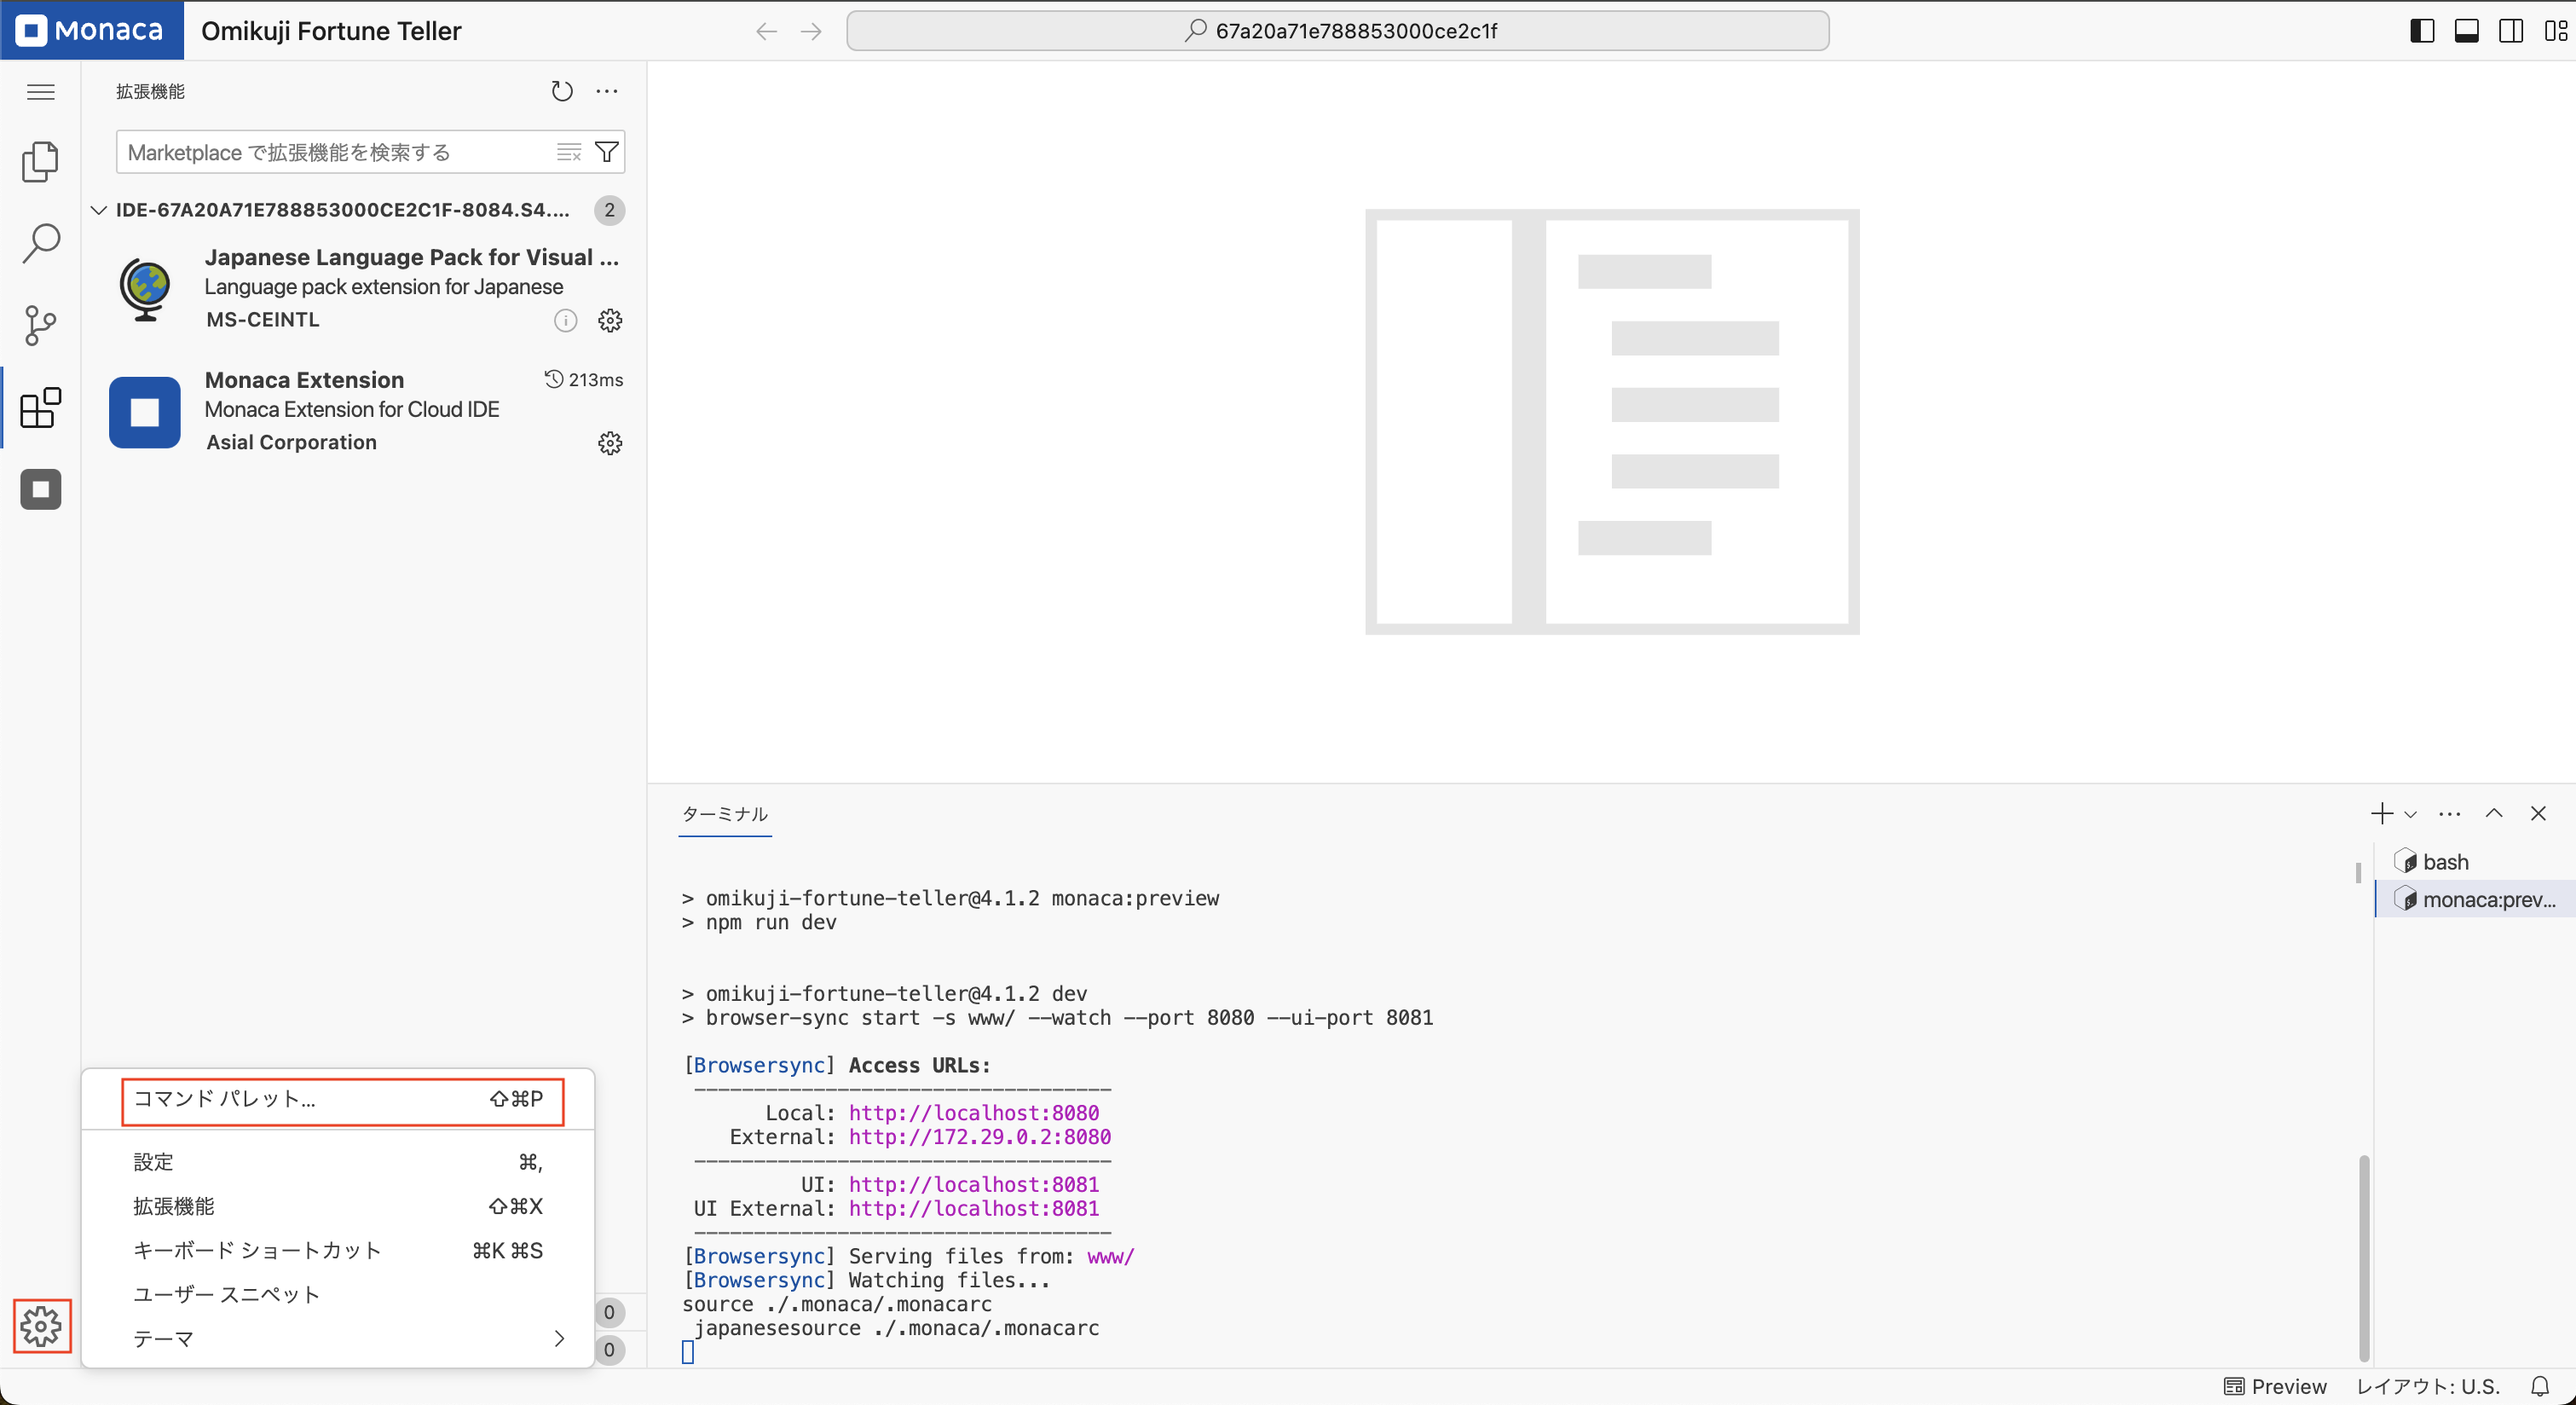 Monaca
Omikuji Fortune Teller
67a20a71e788853000ce2c1f
拡張機能
Marketplace で拡張機能を検索する
IDE-67A20A71E788853000CE2C1F-8084.S4....
2
Japanese Language Pack for Visual ...
Language pack extension for Japanese
MS-CEINTL
Monaca Extension
213ms
Monaca Extension for Cloud IDE
Asial Corporation
コマンド パレット... ⇧⌘P
設定 ⌘,
拡張機能 ⇧⌘X
キーボード ショートカット ⌘K ⌘S
ユーザー スニペット
テーマ
0
0
ターミナル
> omikuji-fortune-teller@4.1.2 monaca:preview
> npm run dev
> omikuji-fortune-teller@4.1.2 dev
> browser-sync start -s www/ --watch --port 8080 --ui-port 8081
[Browsersync] Access URLs:
-----------------------------------
Local: http://localhost:8080
External: http://172.29.0.2:8080
-----------------------------------
UI: http://localhost:8081
UI External: http://localhost:8081
-----------------------------------
[Browsersync] Serving files from: www/
[Browsersync] Watching files...
source ./.monaca/.monacarc
japanesesource ./.monaca/.monacarc
bash
monaca:prev...
Preview
レイアウト: U.S.